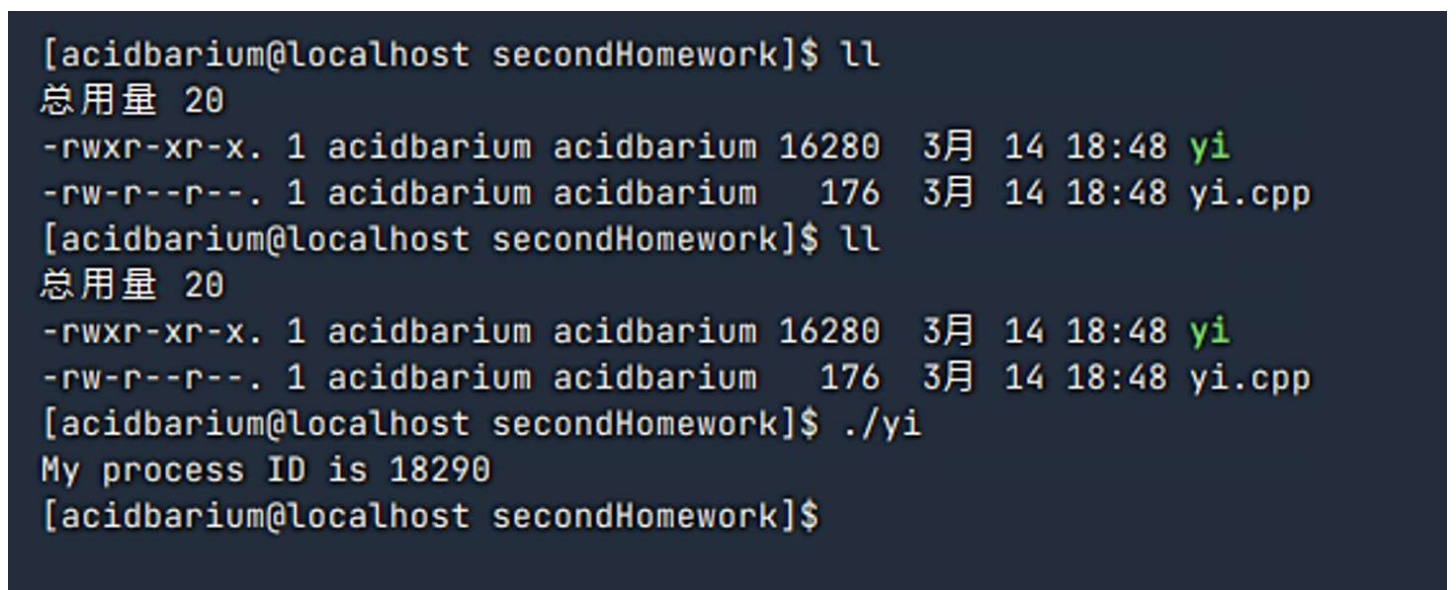 [acidbarium@localhost secondHomework]$ ll
总用量 20
-rwxr-xr-x. 1 acidbarium acidbarium 16280  3月 14 18:48 yi
-rw-r--r--. 1 acidbarium acidbarium   176  3月 14 18:48 yi.cpp
[acidbarium@localhost secondHomework]$ ll
总用量 20
-rwxr-xr-x. 1 acidbarium acidbarium 16280  3月 14 18:48 yi
-rw-r--r--. 1 acidbarium acidbarium   176  3月 14 18:48 yi.cpp
[acidbarium@localhost secondHomework]$ ./yi
My process ID is 18290
[acidbarium@localhost secondHomework]$